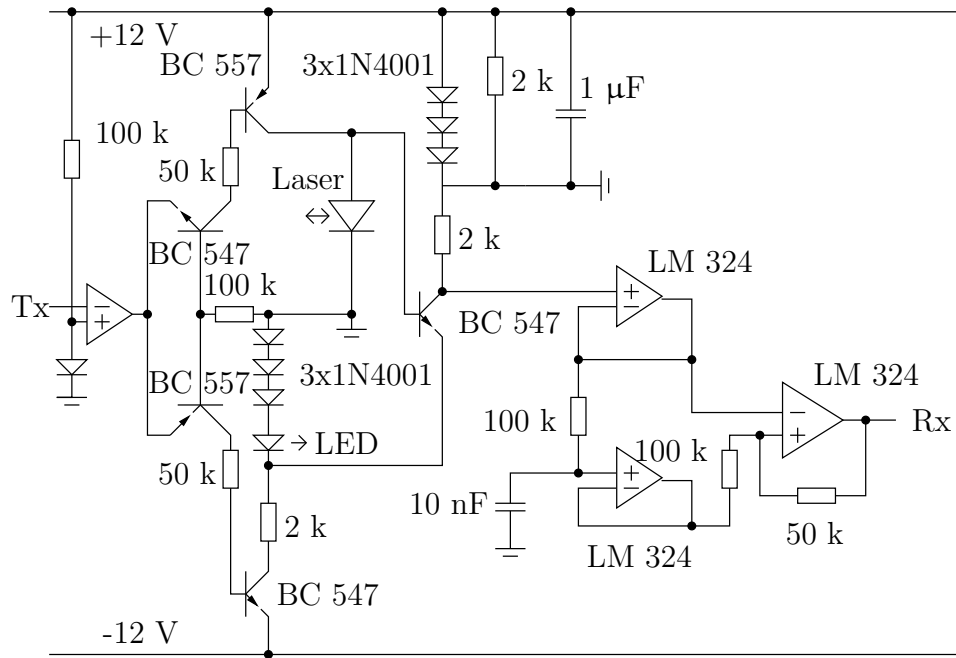 +12 V
BC 557
3x1N4001
2 k
1 μF
100 k
50 k
Laser
2 k
BC 547
LM 324
100 k
Tx
BC 547
BC 557
3x1N4001
LM 324
100 k
Rx
LED
100 k
50 k
10 nF
2 k
50 k
LM 324
BC 547
-12 V